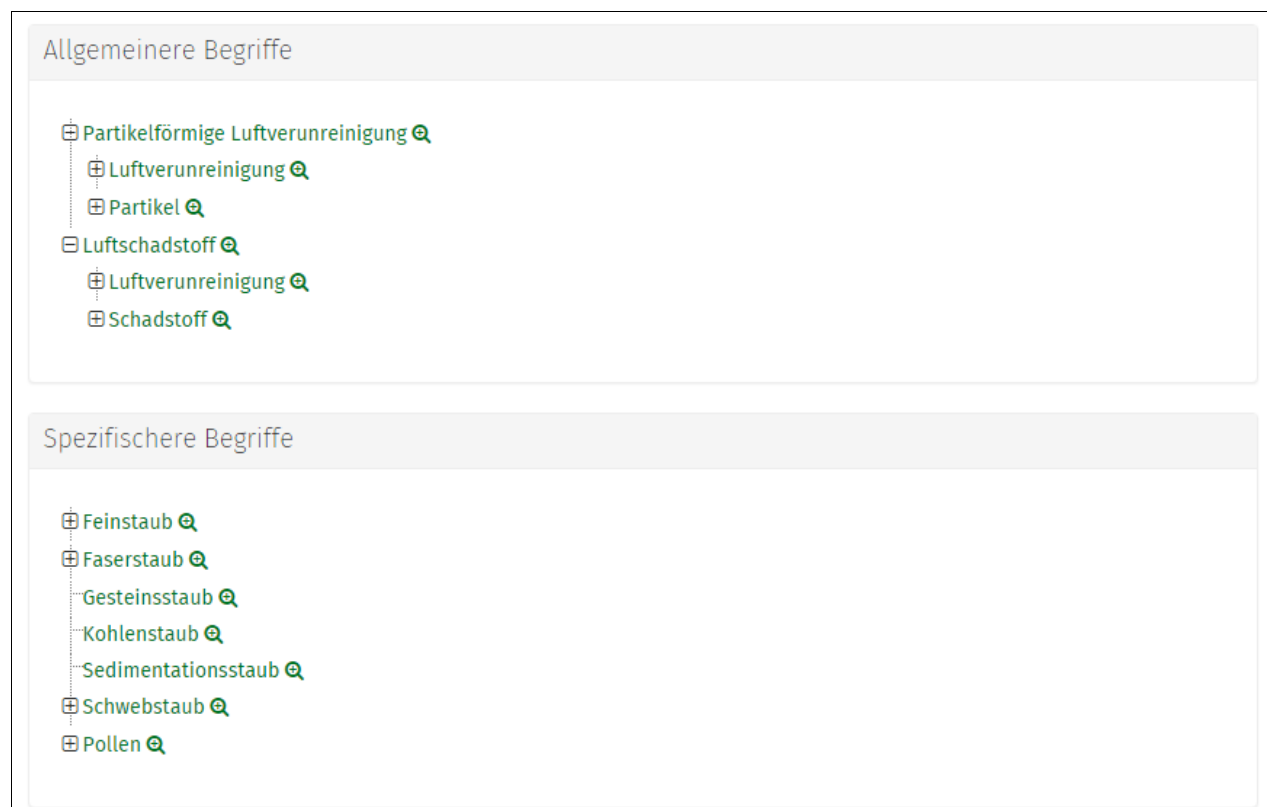 Allgemeinere Begriffe
Partikelförmige Luftverunreinigung
Luftverunreinigung
Partikel
Luftschadstoff
Luftverunreinigung
Schadstoff
Spezifischere Begriffe
Feinstaub
Faserstaub
Gesteinsstaub
Kohlenstaub
Sedimentationsstaub
Schwebstaub
Pollen